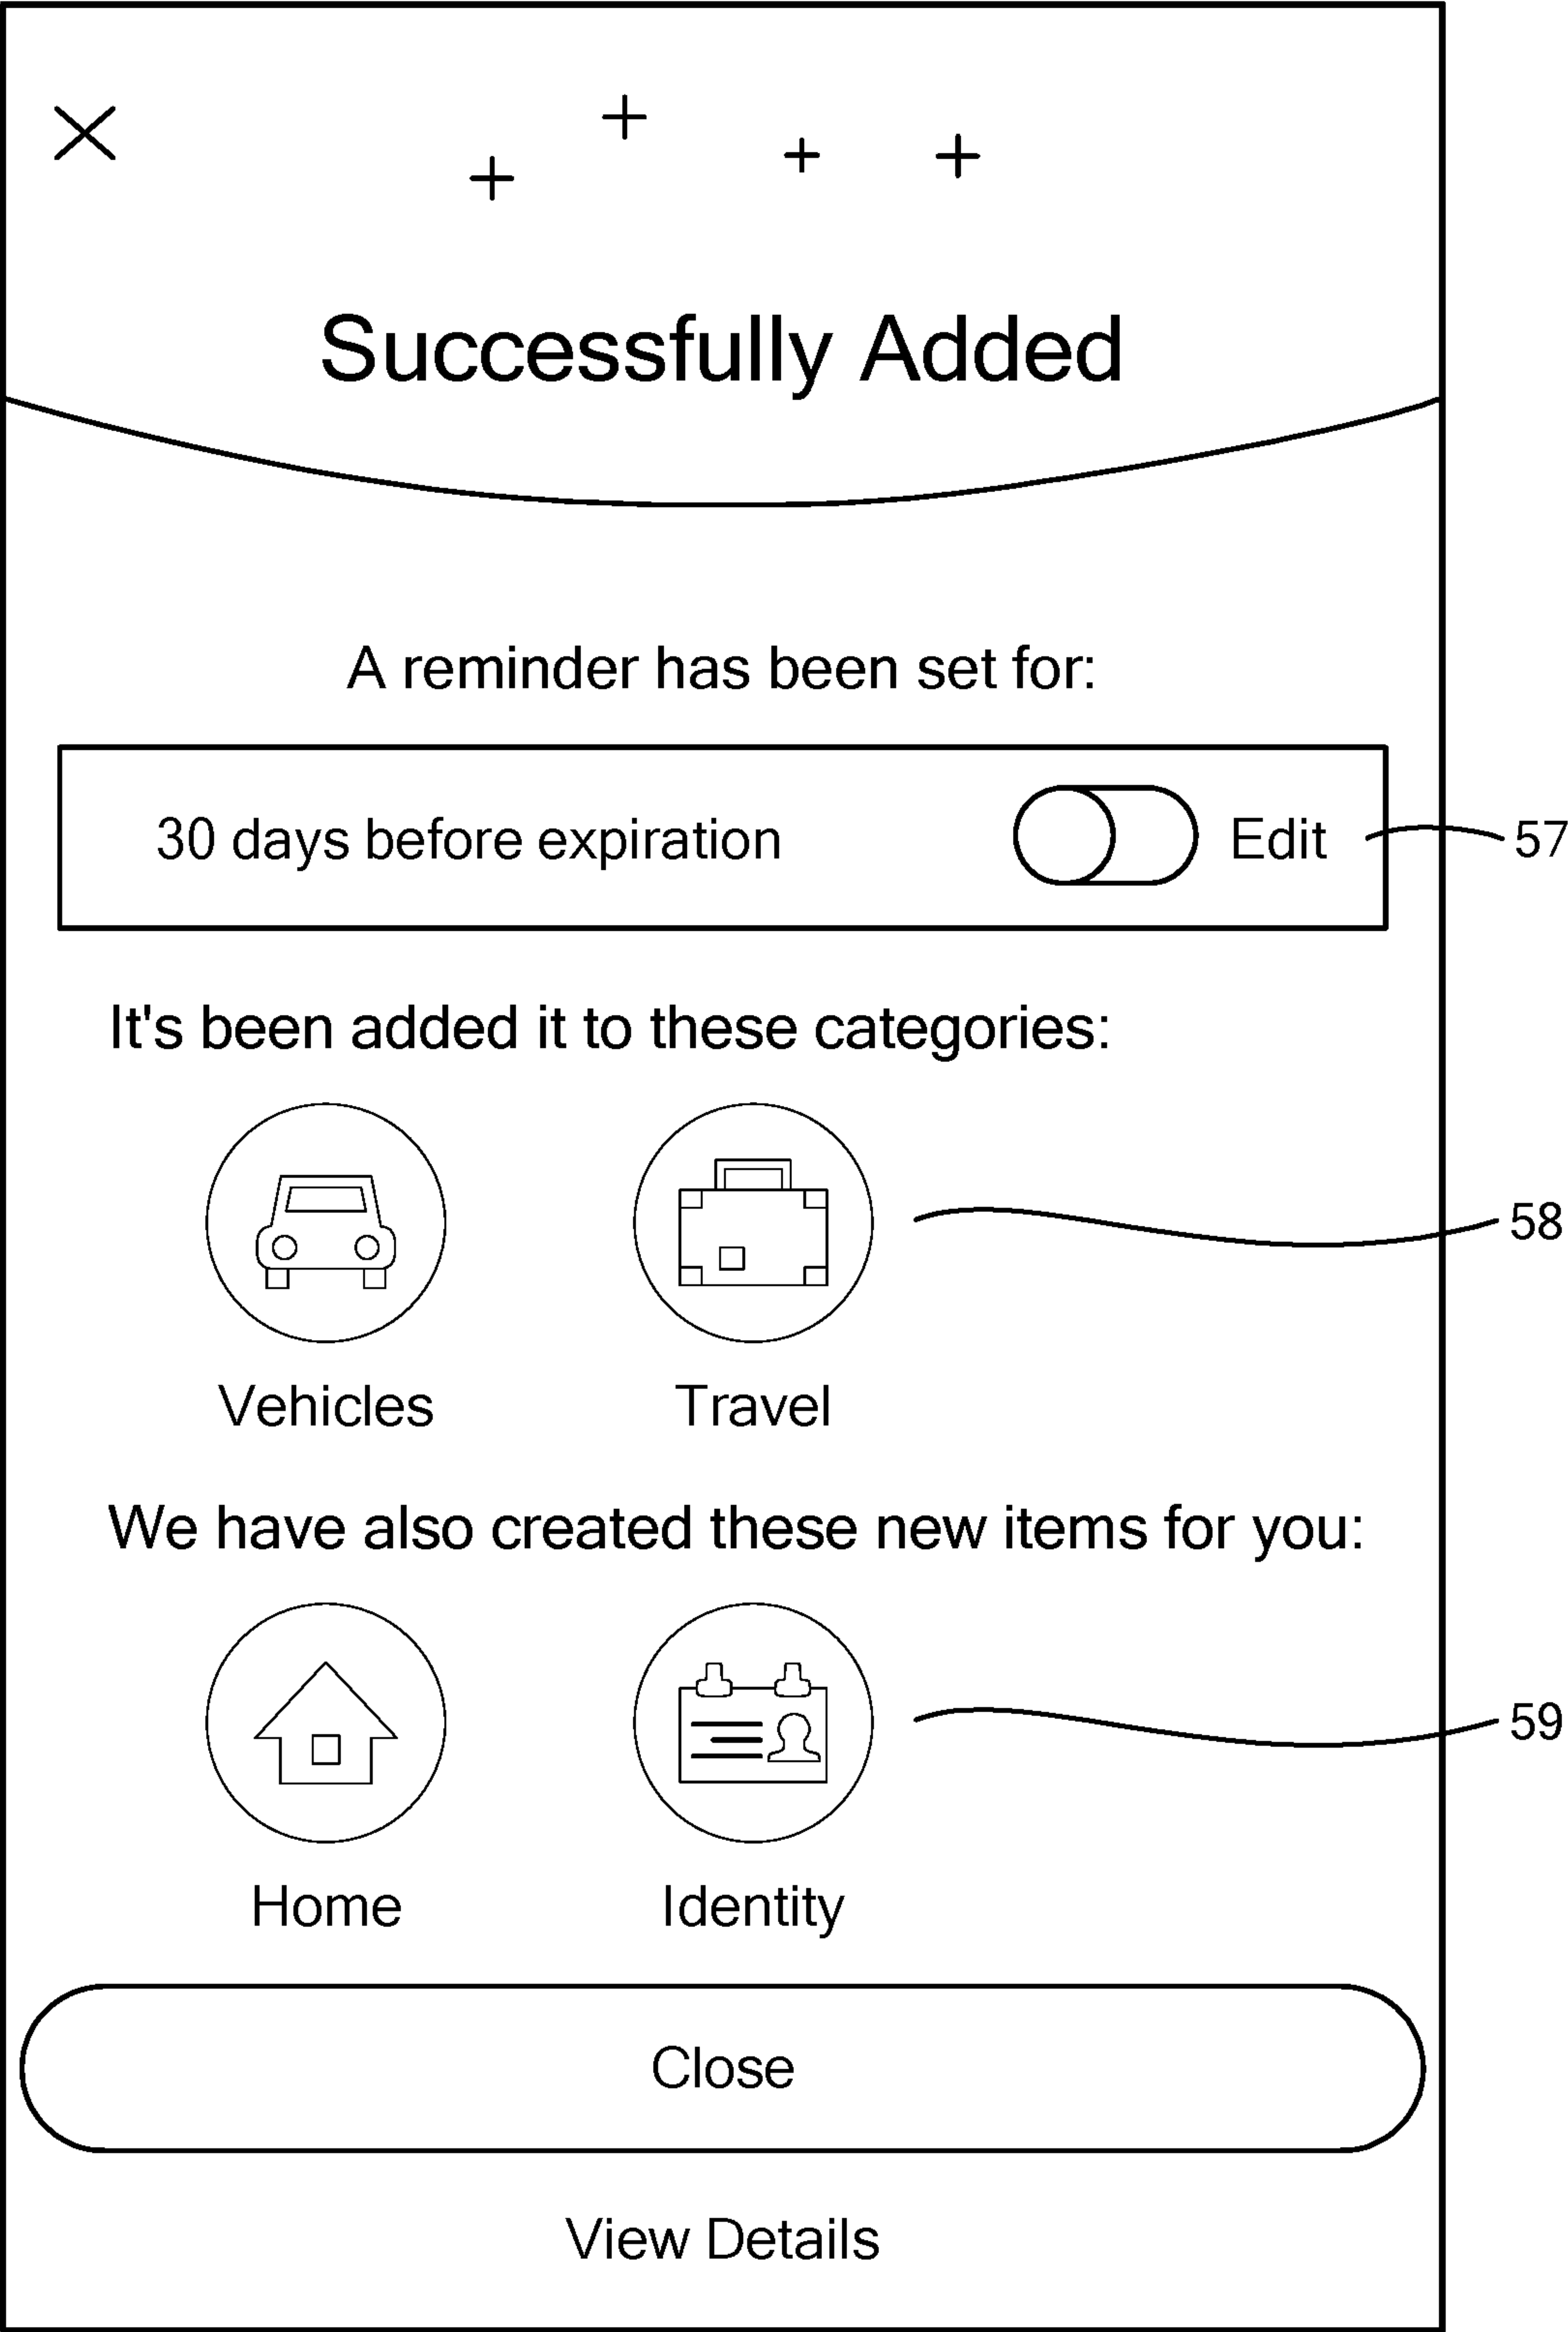 Successfully Added
A reminder has been set for:
30 days before expiration Edit 57
It's been added it to these categories:
58
Vehicles Travel
We have also created these new items for you:
59
Home Identity
Close
View Details